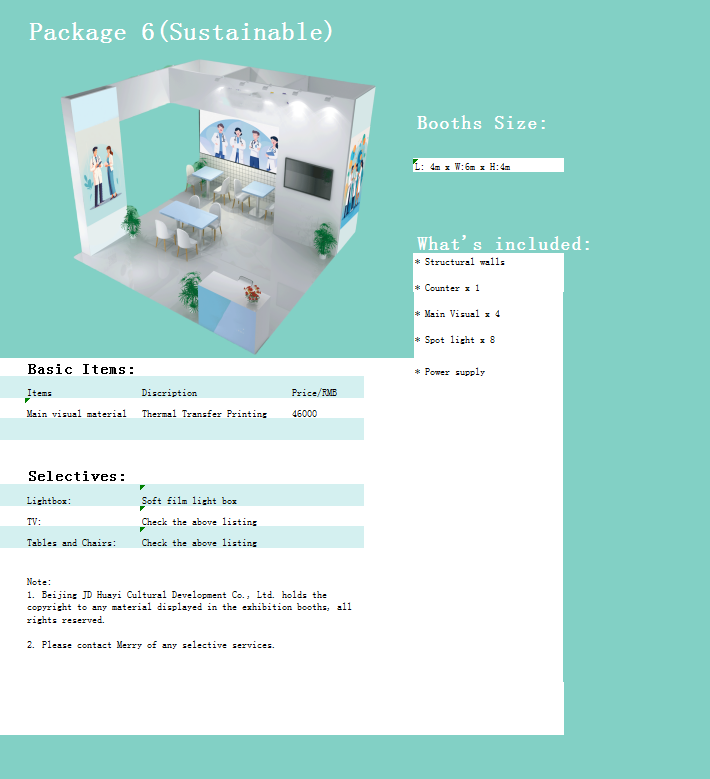 Package 6(Sustainable)
Booths Size:
L: 4m x W:6m x H:4m
What's included:
* Structural walls
* Counter x 1
* Main Visual x 4
* Spot light x 8
* Power supply
Basic Items:
Items Discription Price/RMB
Main visual material Thermal Transfer Printing 46000
Selectives:
Lightbox: Soft film light box
TV: Check the above listing
Tables and Chairs: Check the above listing
Note:
1. Beijing JD Huayi Cultural Development Co., Ltd. holds the
copyright to any material displayed in the exhibition booths, all
rights reserved.
2. Please contact Merry of any selective services.